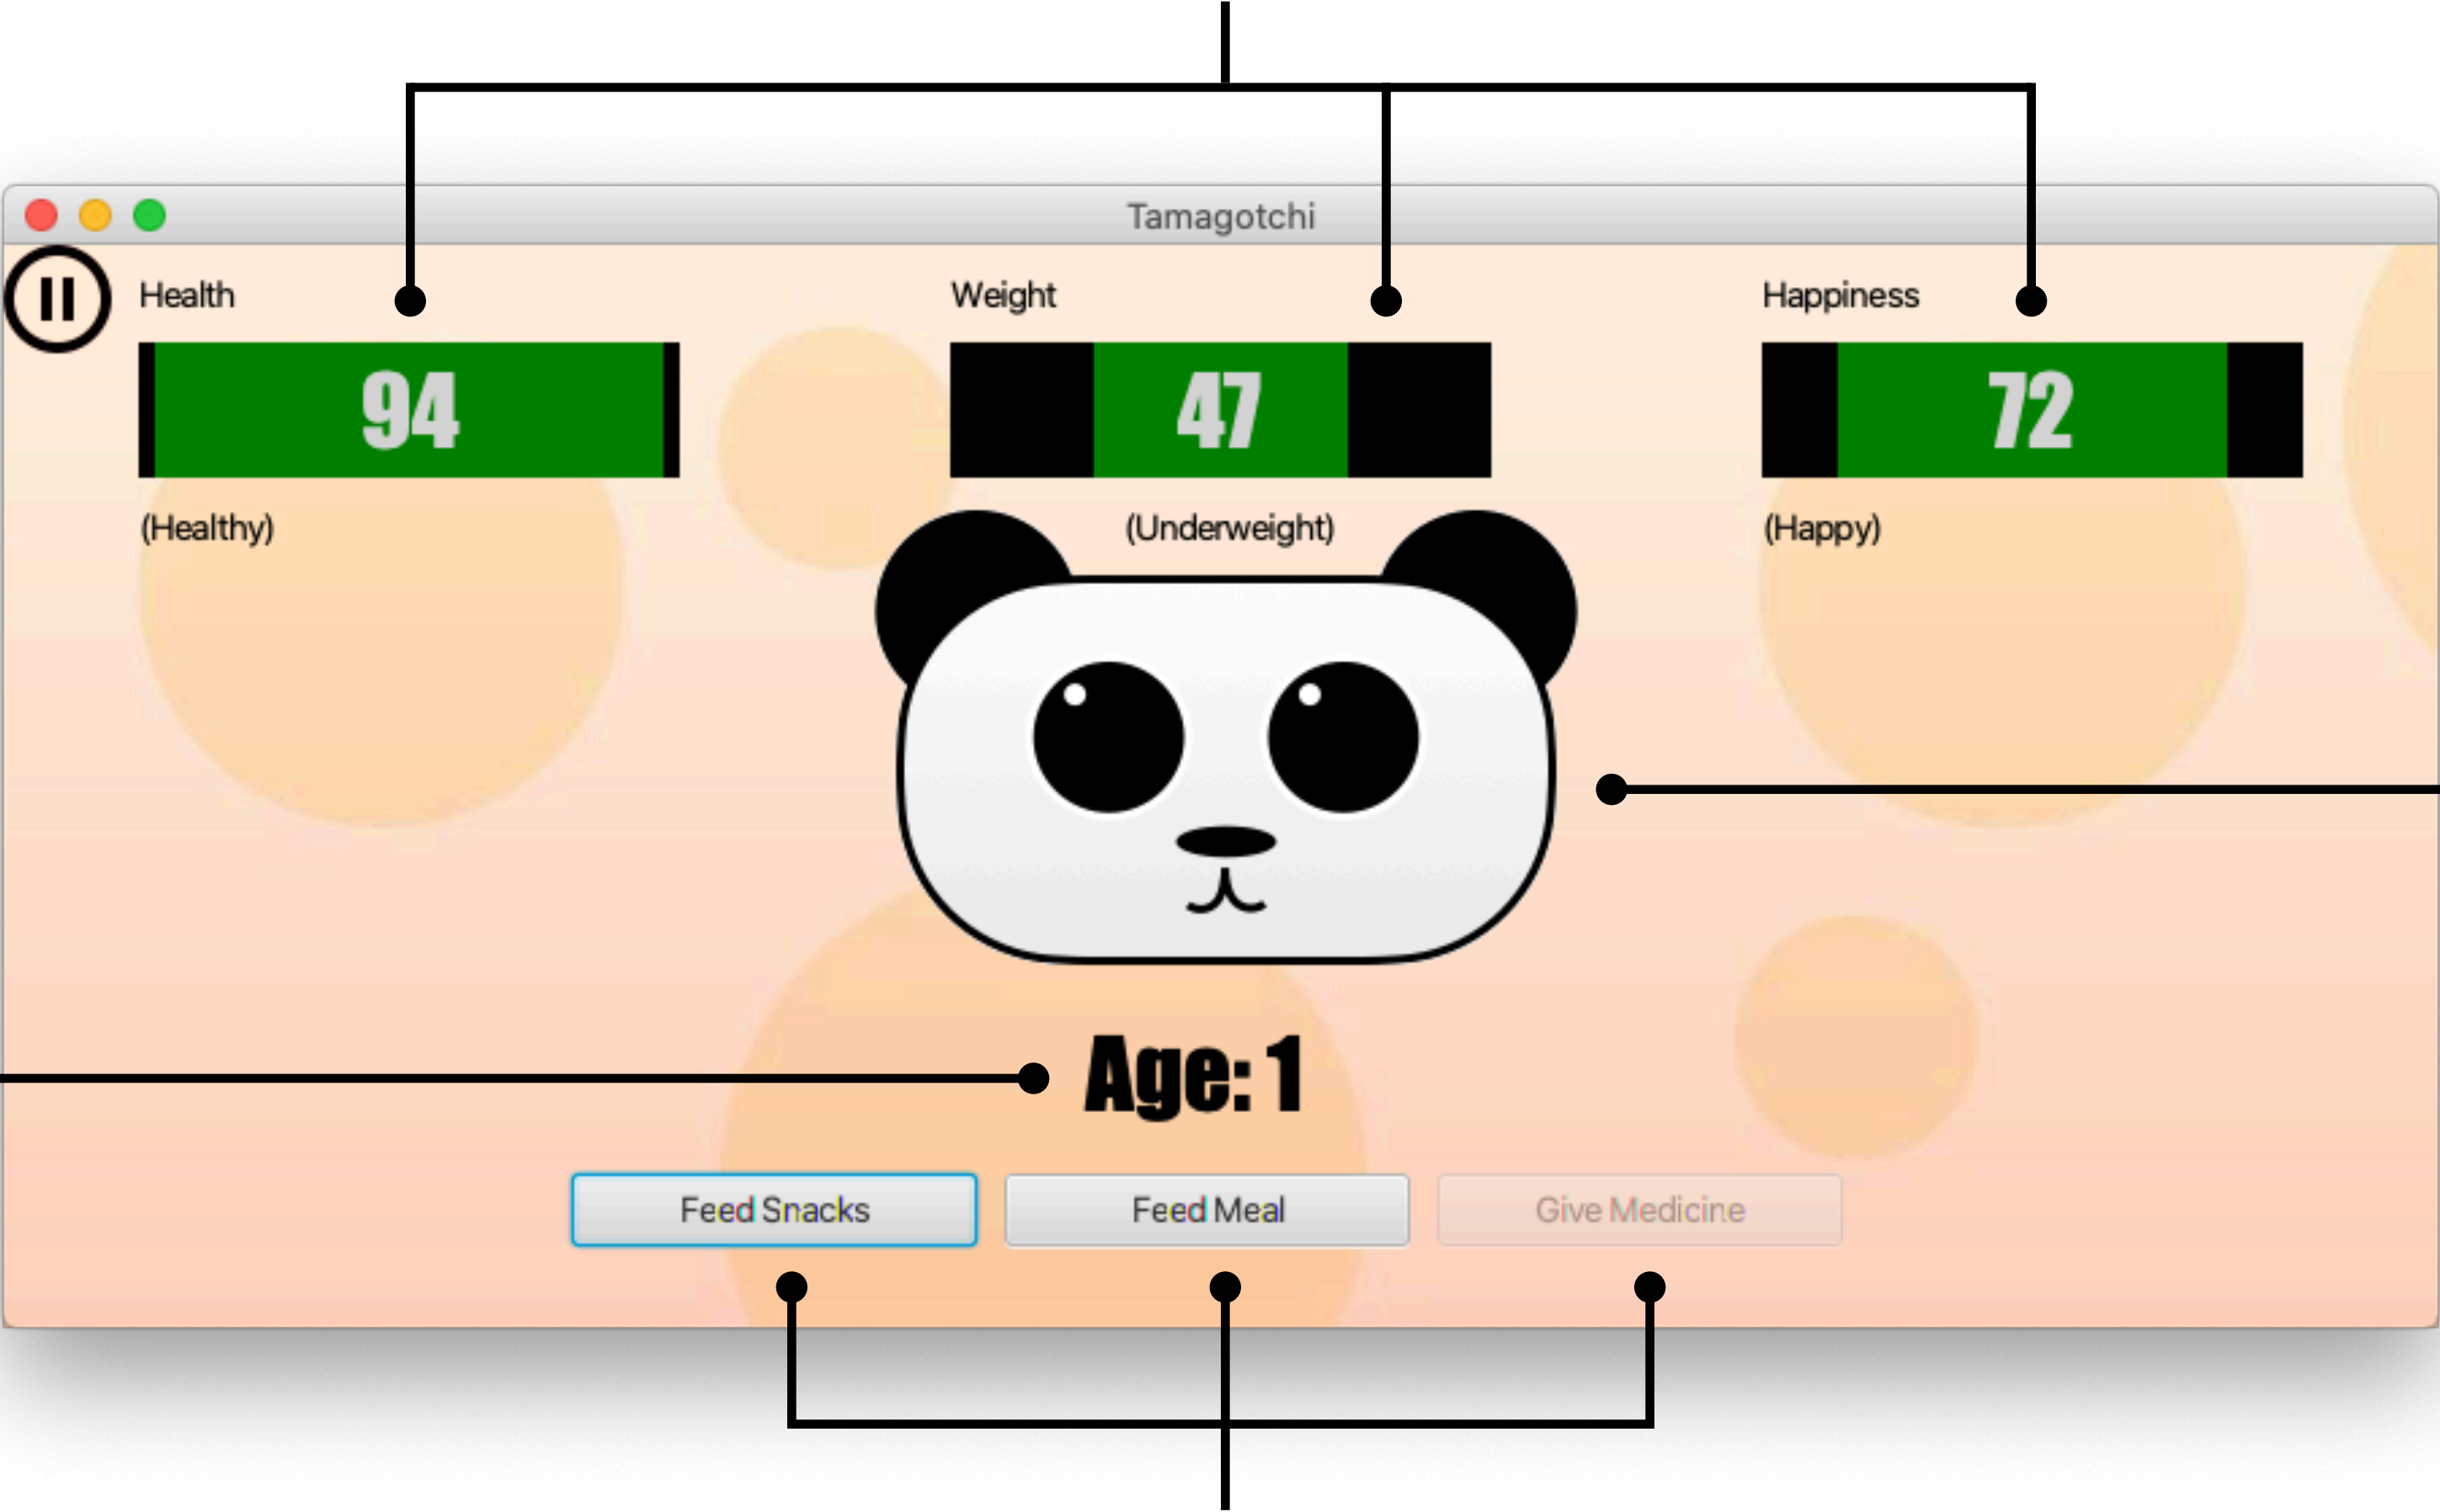 Tamagotchi
Health
Weight
Happiness
94
47
72
(Healthy)
(Underweight)
(Happy)
Age: 1
Feed Snacks
Feed Meal
Give Medicine